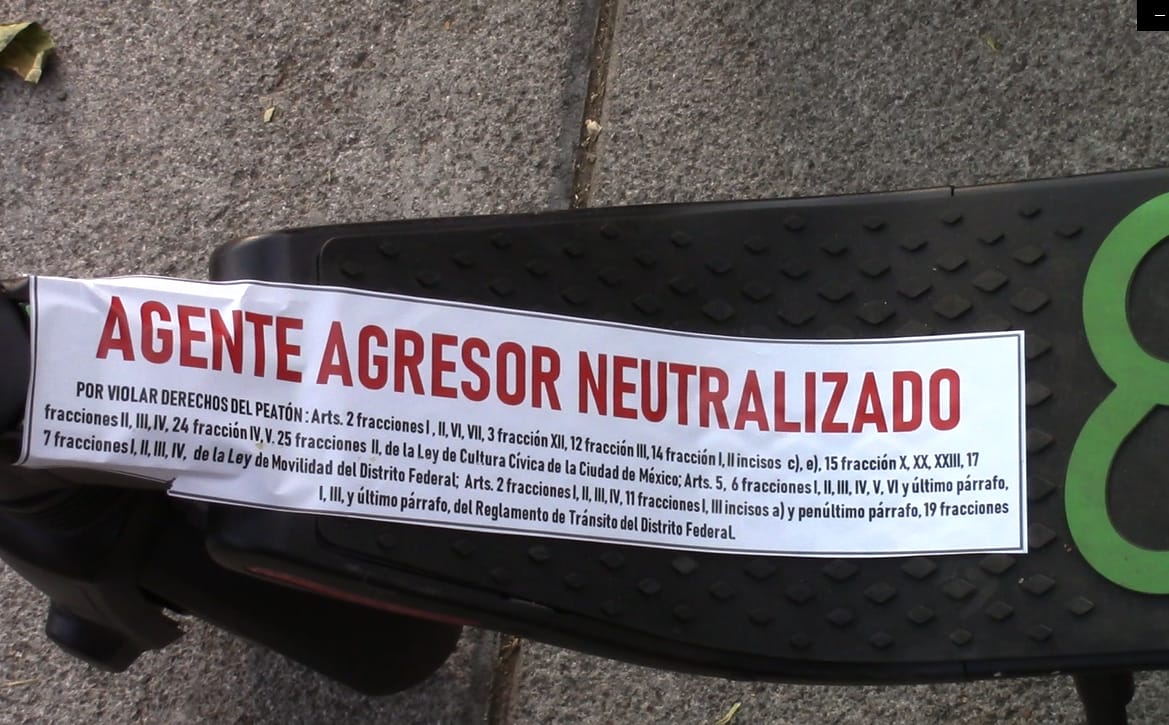 AGENTE AGRESOR NEUTRALIZADO
POR VIOLAR DERECHOS DEL PEATÓN: Arts. 2 fracciones I, II, VI, VII, 3 fracción XII, 12 fracción III, 14 fracción I, II incisos c), e), 15 fracción X, XX, XXIII, 17
fracciones II, III, IV, 24 fracción IV, V. 25 fracciones II, de la Ley de Cultura Cívica de la Ciudad de México; Arts. 5, 6 fracciones I, II, III, IV, V, VI y último párrafo,
7 fracciones I, II, III, IV, de la Ley de Movilidad del Distrito Federal; Arts. 2 fracciones I, II, III, IV, 11 fracciones I, III incisos a) y penúltimo párrafo, 19 fracciones
I, III, y último párrafo, del Reglamento de Tránsito del Distrito Federal.